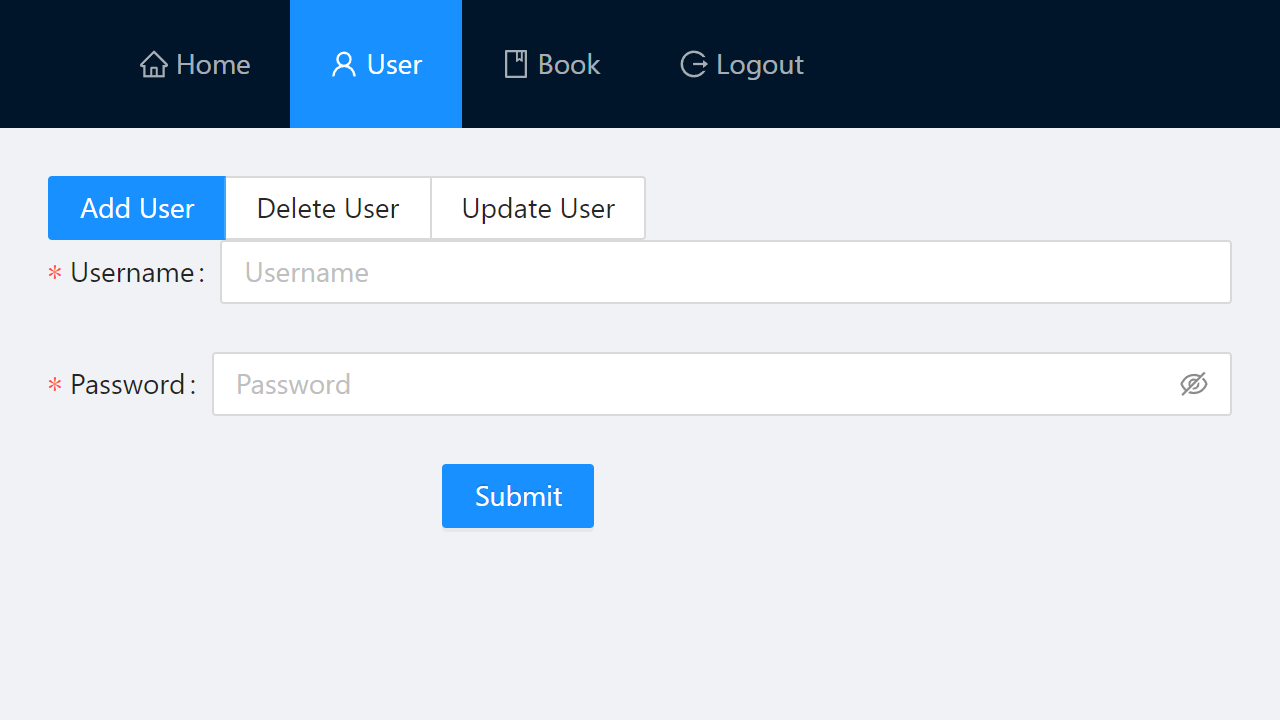 Home User Book Logout
Add User Delete User Update User
* Username: Username
* Password: Password
Submit